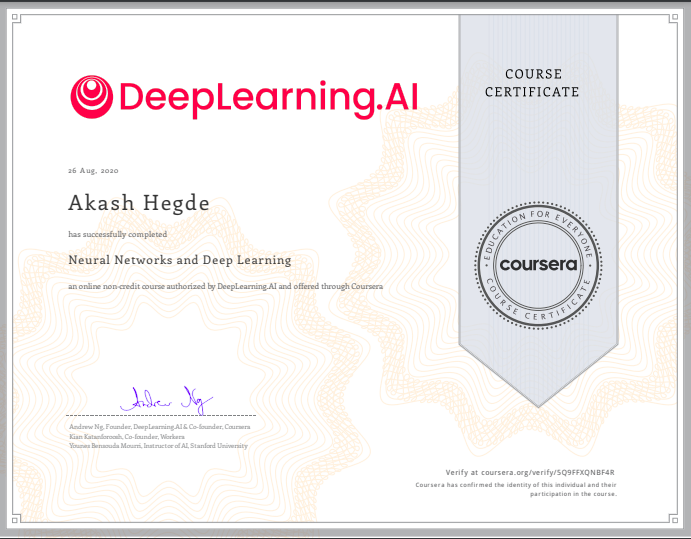 DeepLearning.AI
COURSE
CERTIFICATE
26 Aug, 2020
Akash Hegde
has successfully completed
Neural Networks and Deep Learning
an online non-credit course authorized by DeepLearning.AI and offered through Coursera
EDUCATION FOR EVERYONE
coursera
COURSE CERTIFICATE
Andrew Ng
Andrew Ng, Founder, DeepLearning.AI & Co-founder, Coursera
Kian Katanforoosh, Co-founder, Workera
Younes Bensouda Mourri, Instructor of AI, Stanford University
Verify at coursera.org/verify/5Q9FFXQNBF4R
Coursera has confirmed the identity of this individual and their
participation in the course.